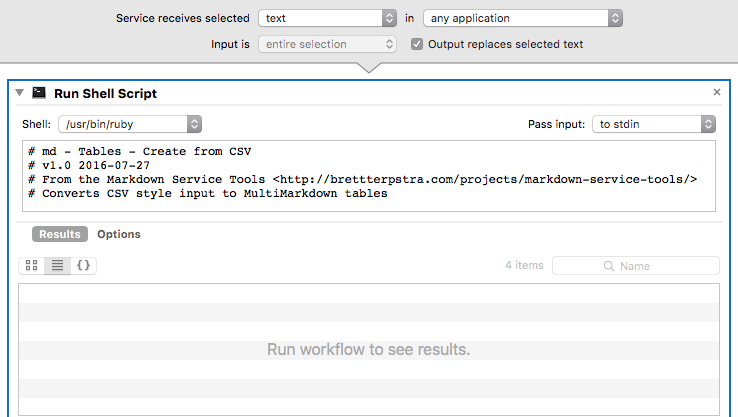 Service receives selected text in any application
Input is entire selection Output replaces selected text
Run Shell Script
Shell: /usr/bin/ruby Pass input: to stdin
# md - Tables - Create from CSV
# v1.0 2016-07-27
# From the Markdown Service Tools <http://brettterpstra.com/projects/markdown-service-tools/>
# Converts CSV style input to MultiMarkdown tables
Results Options
4 items Name
Run workflow to see results.